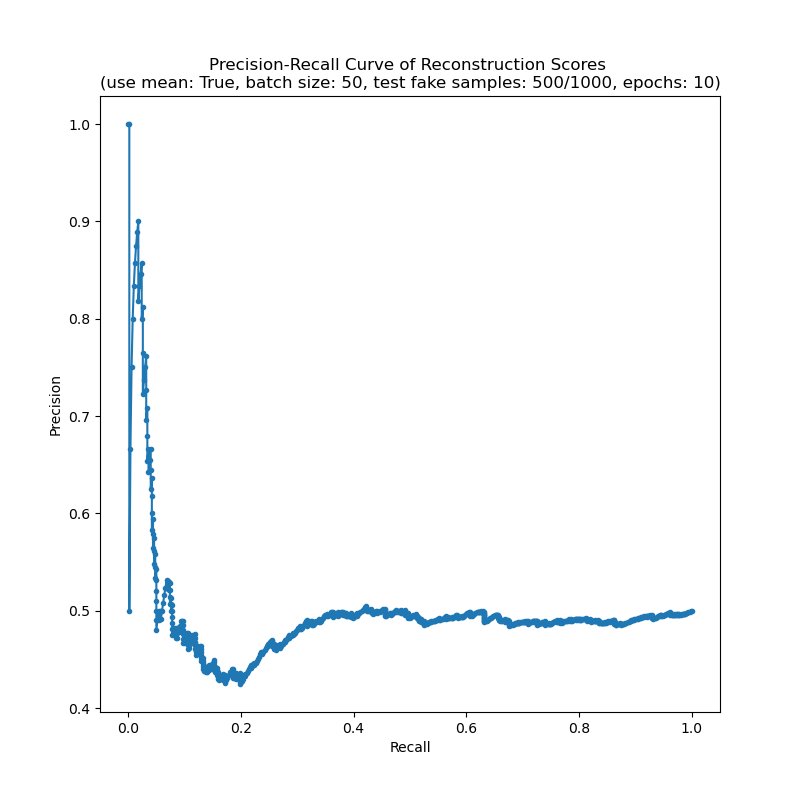 Precision-Recall Curve of Reconstruction Scores
(use mean: True, batch size: 50, test fake samples: 500/1000, epochs: 10)
1.0
0.9
0.8
0.7
0.6
0.5
0.4
Precision
0.0 0.2 0.4 0.6 0.8 1.0
Recall